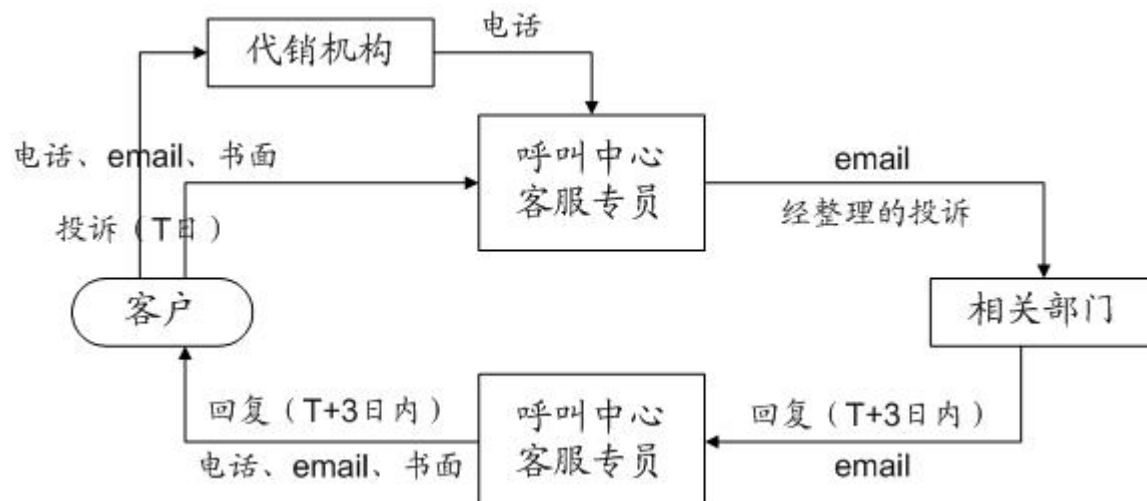 代销机构
电话
电话、email、书面
投诉（T日）
呼叫中心
客服专员
email
经整理的投诉
客户
相关部门
回复（T+3日内）
电话、email、书面
呼叫中心
客服专员
回复（T+3日内）
email